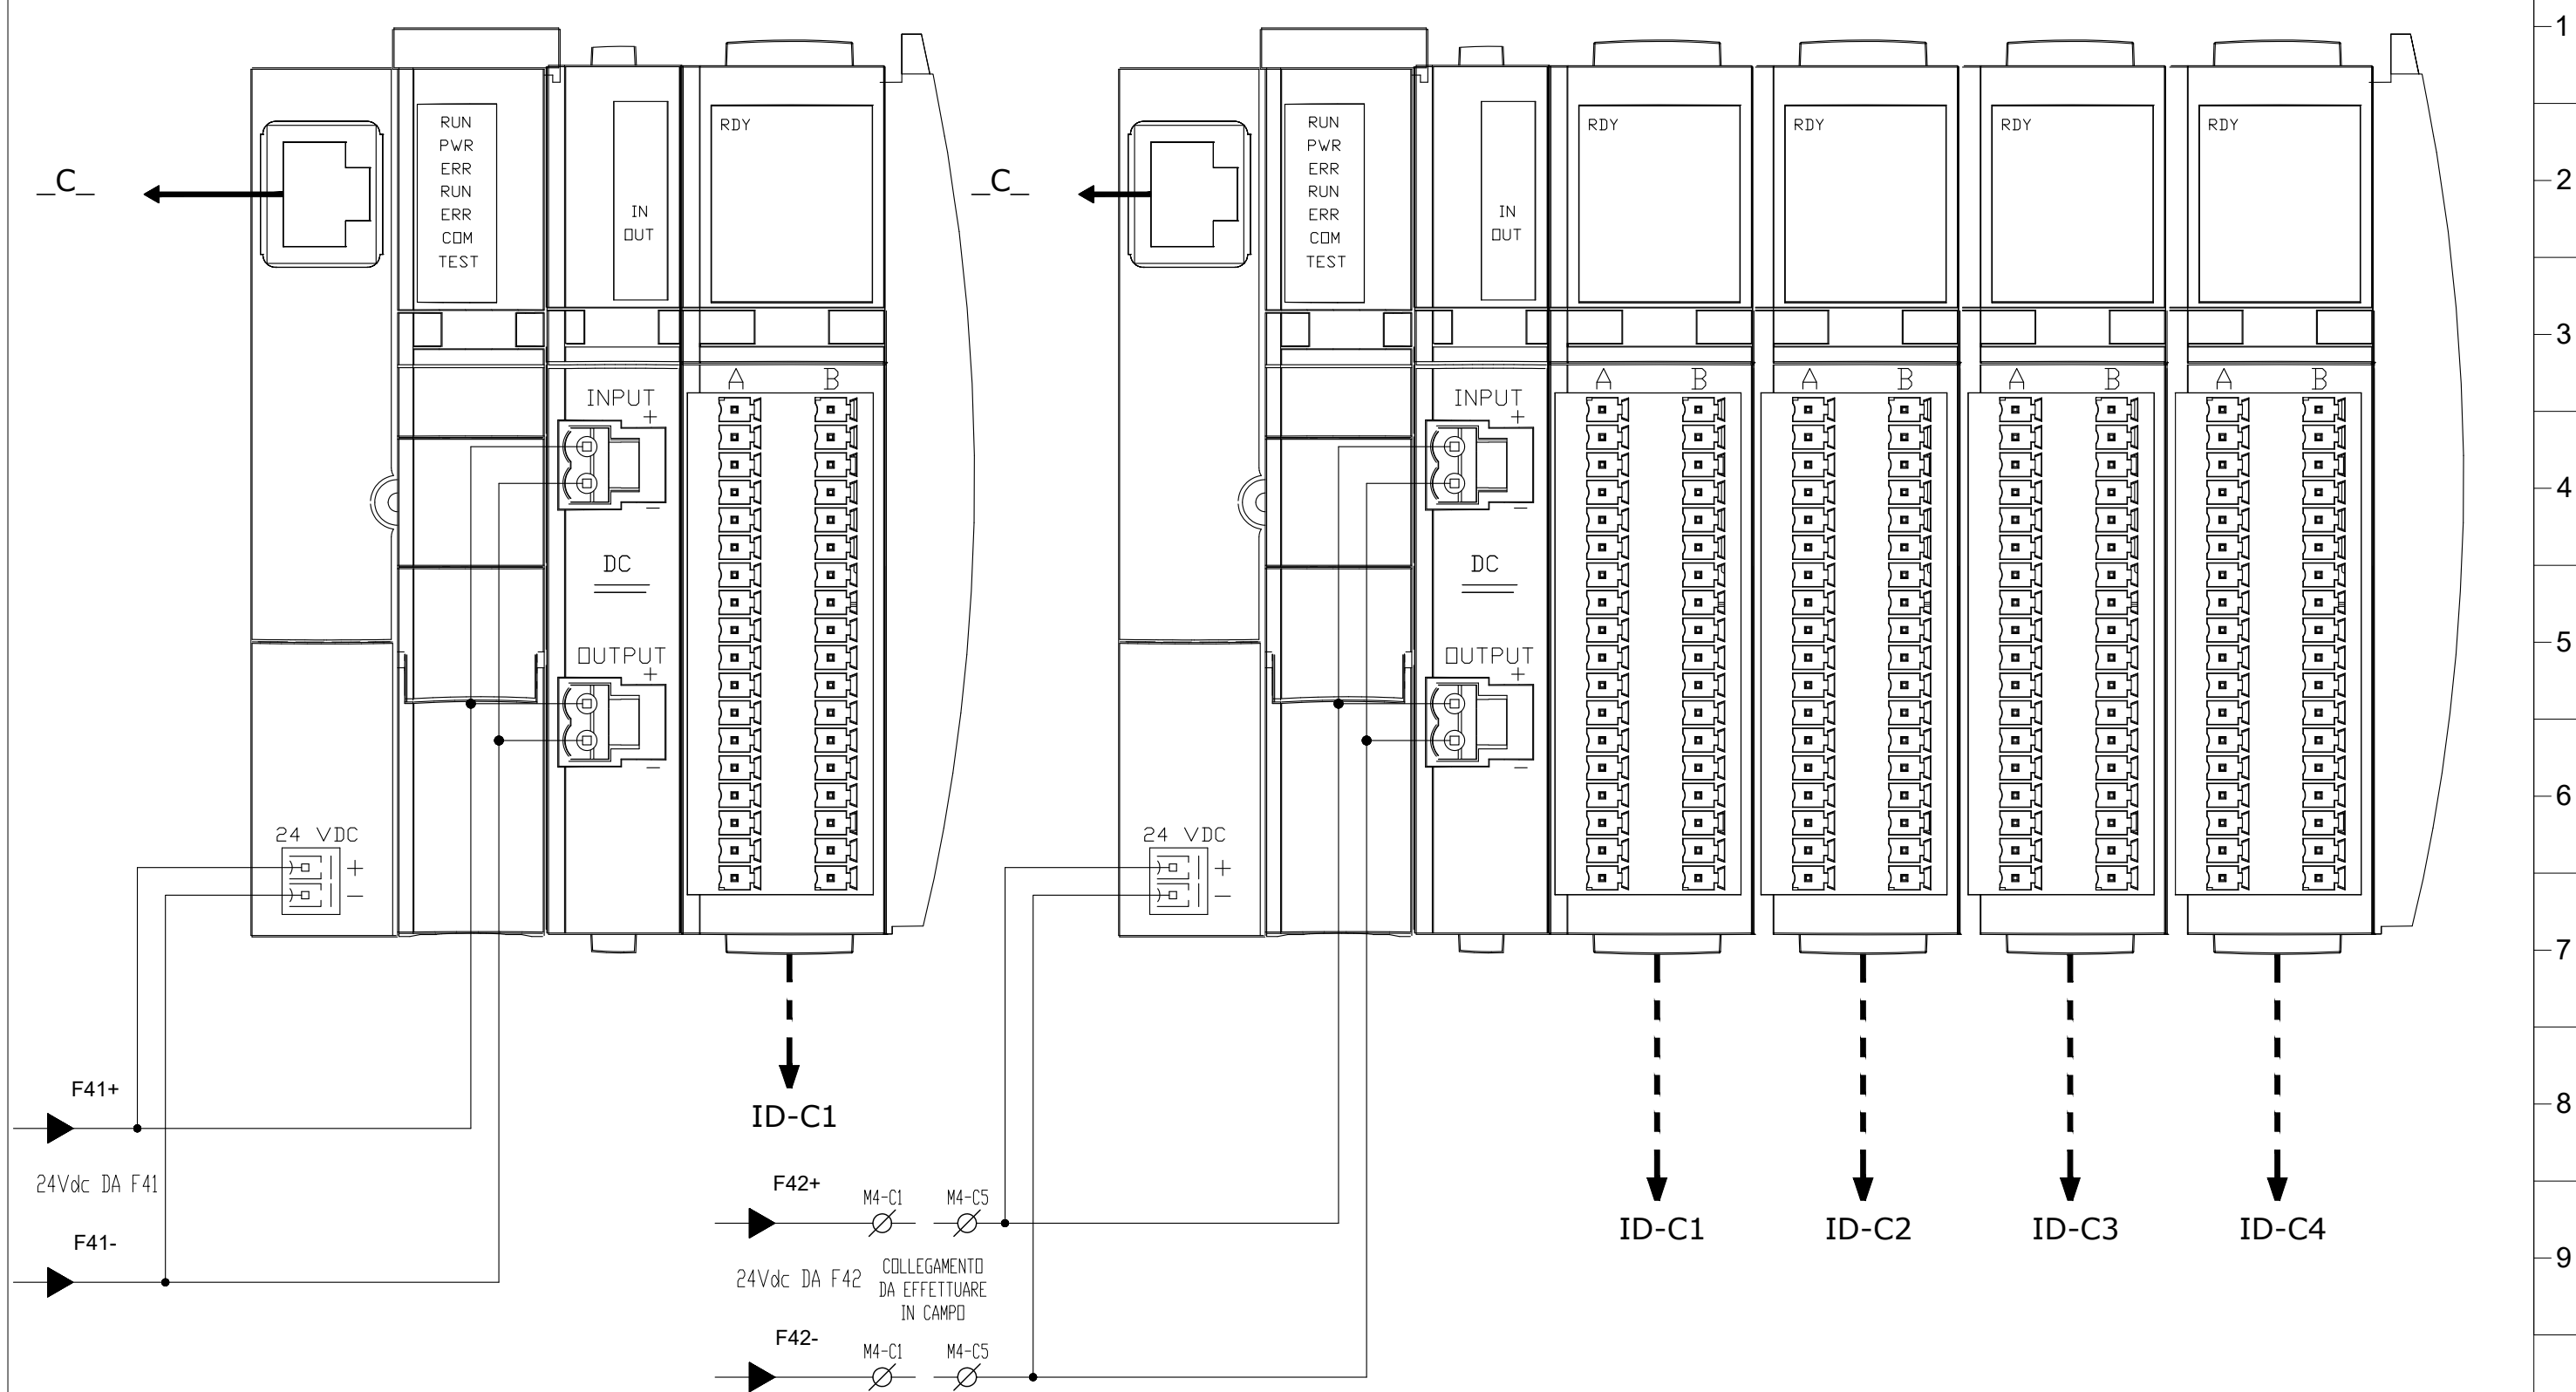 _C_
RUN
PWR
ERR
RUN
ERR
COM
TEST
IN
OUT
RDY
INPUT
+
-
DC
OUTPUT
+
-
24 VDC
+
-
A B
ID-C1
F41+
24Vdc DA F41
F41-
_C_
RUN
PWR
ERR
RUN
ERR
COM
TEST
IN
OUT
RDY
RDY
RDY
RDY
INPUT
+
-
DC
OUTPUT
+
-
24 VDC
+
-
A B
A B
A B
A B
ID-C1
ID-C2
ID-C3
ID-C4
F42+
M4-C1
M4-C5
24Vdc DA F42
COLLEGAMENTO
DA EFFETTUARE
IN CAMPO
F42-
M4-C1
M4-C5
1
2
3
4
5
6
7
8
9